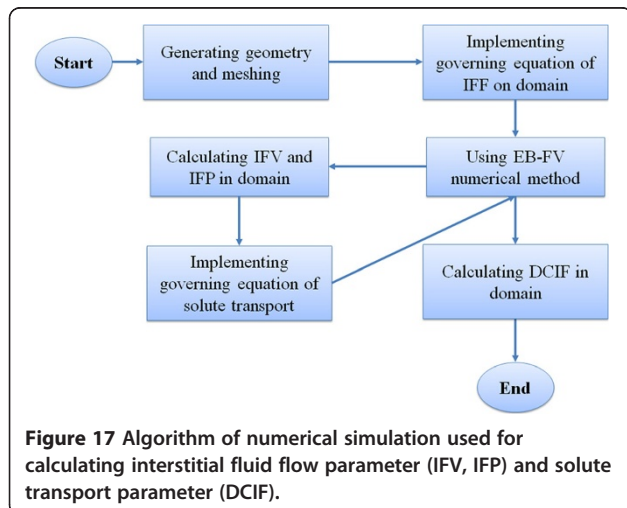 Start
Generating geometry
and meshing
Implementing
governing equation of
IFF on domain
Calculating IFV and
IFP in domain
Using EB-FV
numerical method
Implementing
governing equation of
solute transport
Calculating DCIF in
domain
End
Figure 17 Algorithm of numerical simulation used for
calculating interstitial fluid flow parameter (IFV, IFP) and solute
transport parameter (DCIF).